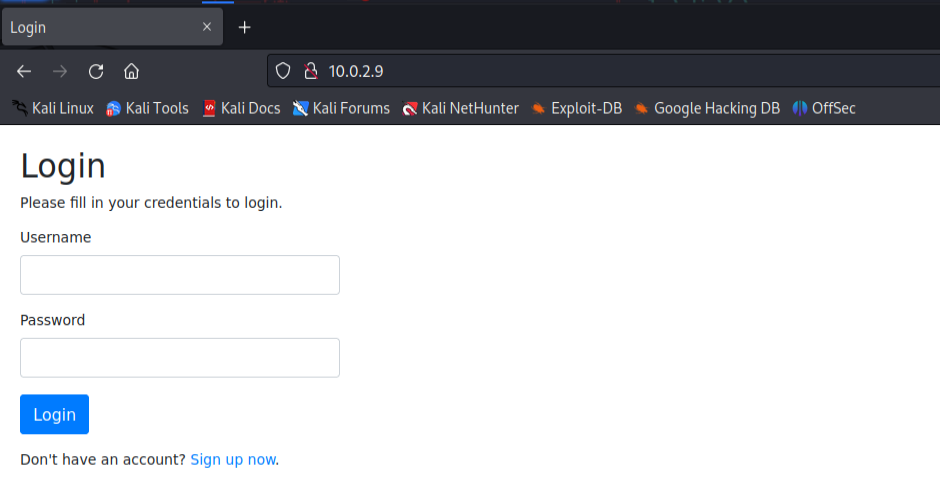 Login
10.0.2.9
Kali Linux Kali Tools Kali Docs Kali Forums Kali NetHunter Exploit-DB Google Hacking DB OffSec
Login
Please fill in your credentials to login.
Username
Password
Login
Don't have an account? Sign up now.